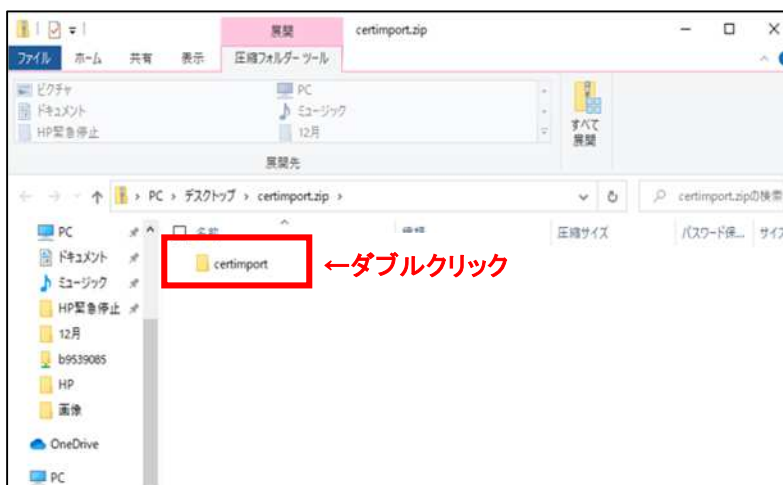 展開
certimport.zip
ファイル ホーム 共有 表示 圧縮フォルダー ツール
ピクチャ
PC
ドキュメント
ミュージック
HP緊急停止
12月
すべて
展開
展開先
PC › デスクトップ › certimport.zip ›
certimport.zipの検索
PC
名前
圧縮サイズ
パスワード保...
サイズ
ドキュメント
certimport
←ダブルクリック
ミュージック
HP緊急停止
12月
b9539085
HP
画像
OneDrive
PC